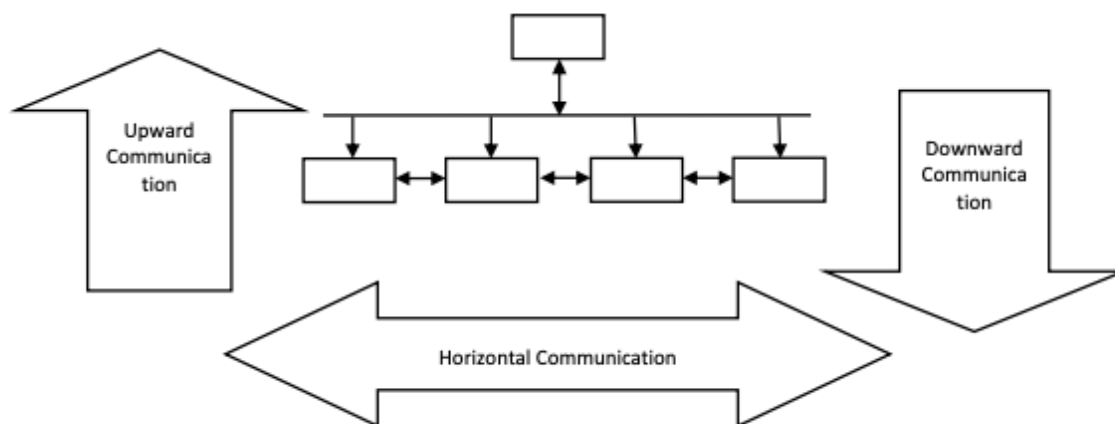 Upward
Communica
tion
Downward
Communica
tion
Horizontal Communication